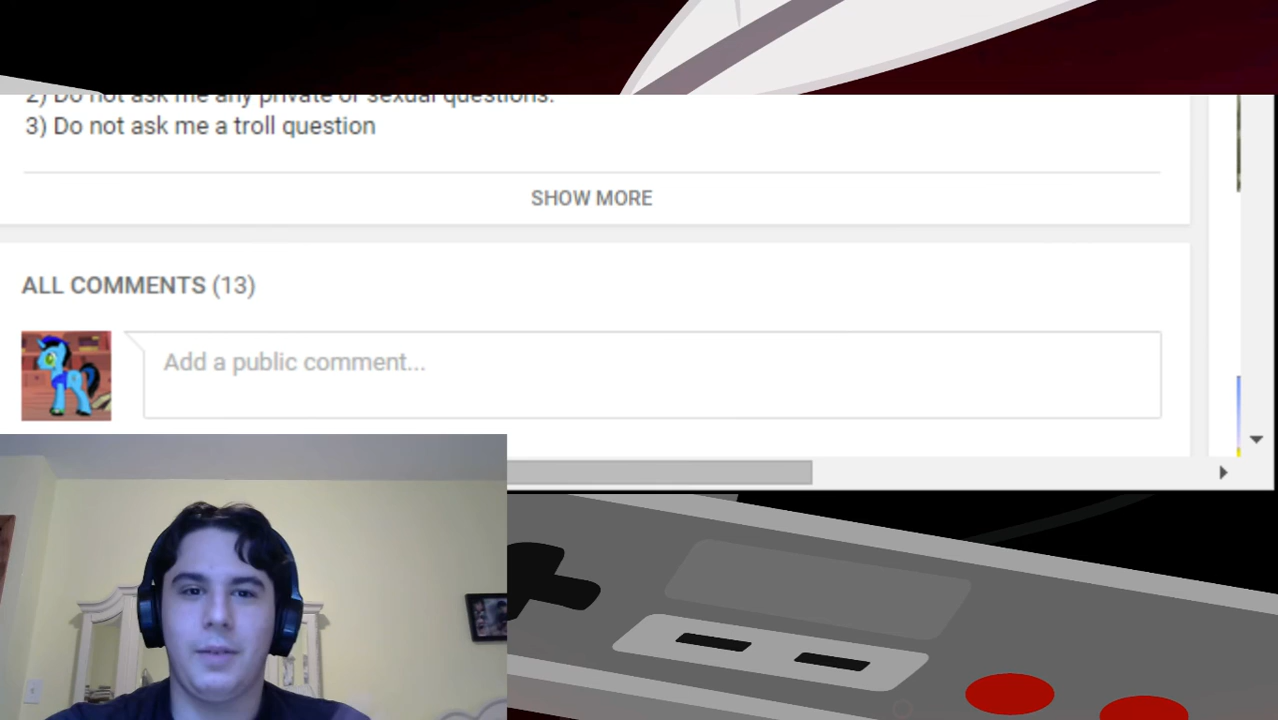 2) Do not ask me any private or sexual questions.
3) Do not ask me a troll question
SHOW MORE
ALL COMMENTS (13)
Add a public comment...